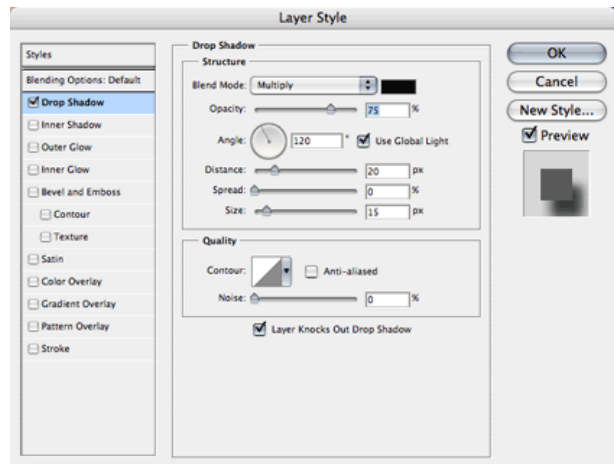 Layer Style
Styles
Blending Options: Default
Drop Shadow
Inner Shadow
Outer Glow
Inner Glow
Bevel and Emboss
Contour
Texture
Satin
Color Overlay
Gradient Overlay
Pattern Overlay
Stroke
Drop Shadow
Structure
Blend Mode: Multiply
Opacity: 75 %
Angle: 120 ° Use Global Light
Distance: 20 px
Spread: 0 %
Size: 15 px
Quality
Contour: Anti-aliased
Noise: 0 %
Layer Knocks Out Drop Shadow
OK
Cancel
New Style...
Preview